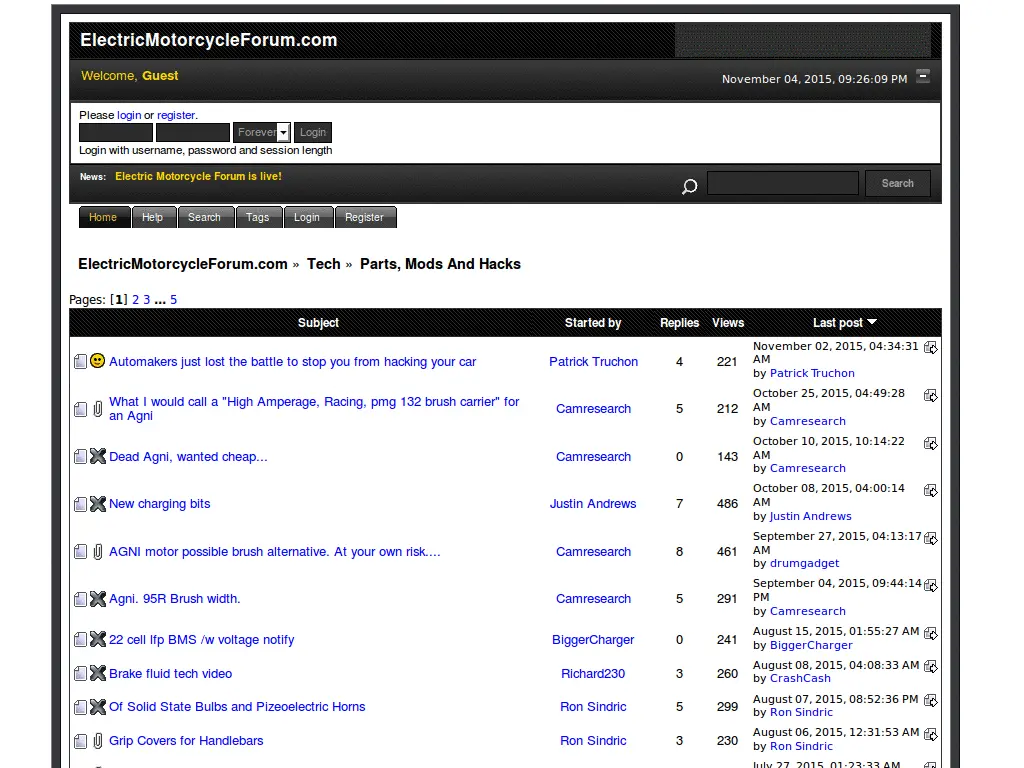 ElectricMotorcycleForum.com
Welcome, Guest
November 04, 2015, 09:26:09 PM
Please login or register.
Forever Login
Login with username, password and session length
News: Electric Motorcycle Forum is live!
Search
Home Help Search Tags Login Register
ElectricMotorcycleForum.com » Tech » Parts, Mods And Hacks
Pages: [1] 2 3 ... 5
Subject Started by Replies Views Last post
Automakers just lost the battle to stop you from hacking your car Patrick Truchon 4 221 November 02, 2015, 04:34:31
AM
by Patrick Truchon
What I would call a "High Amperage, Racing, pmg 132 brush carrier" for
an Agni
Camresearch 5 212 October 25, 2015, 04:49:28
AM
by Camresearch
Dead Agni, wanted cheap... Camresearch 0 143 October 10, 2015, 10:14:22
AM
by Camresearch
New charging bits Justin Andrews 7 486 October 08, 2015, 04:00:14
AM
by Justin Andrews
AGNI motor possible brush alternative. At your own risk.... Camresearch 8 461 September 27, 2015, 04:13:17
AM
by drumgadget
Agni. 95R Brush width. Camresearch 5 291 September 04, 2015, 09:44:14
PM
by Camresearch
22 cell lfp BMS /w voltage notify BiggerCharger 0 241 August 15, 2015, 01:55:27 AM
by BiggerCharger
Brake fluid tech video Richard230 3 260 August 08, 2015, 04:08:33 AM
by CrashCash
Of Solid State Bulbs and Pizeoelectric Horns Ron Sindric 5 299 August 07, 2015, 08:52:36 PM
by Ron Sindric
Grip Covers for Handlebars Ron Sindric 3 230 August 06, 2015, 12:31:53 AM
by Ron Sindric
July 27, 2015, 01:23:33 AM